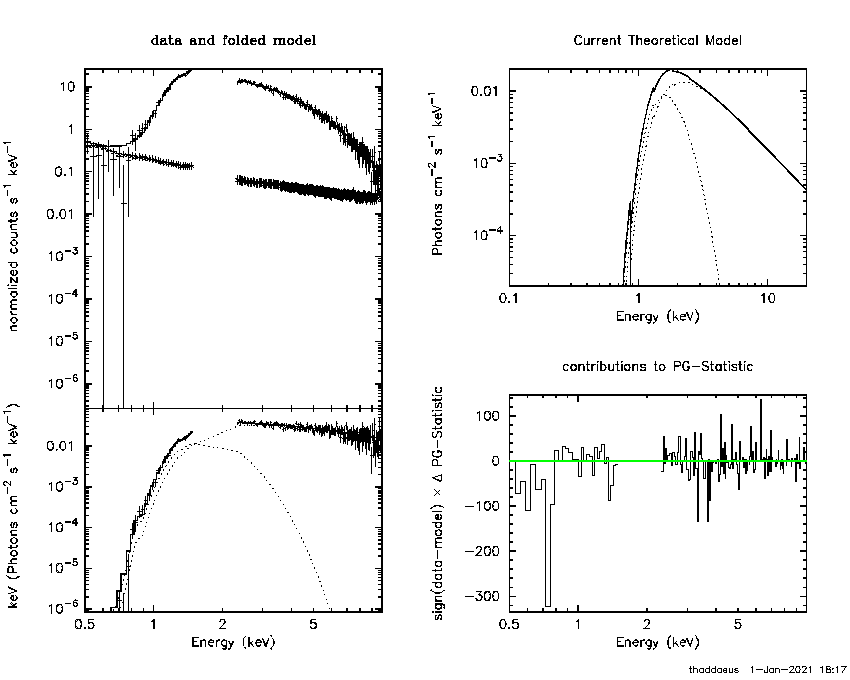 data and folded model
normalized counts s⁻¹ keV⁻¹
10
1
0.1
0.01
10⁻³
10⁻⁴
10⁻⁵
10⁻⁶
keV (Photons cm⁻² s⁻¹ keV⁻¹)
0.01
10⁻³
10⁻⁴
10⁻⁵
10⁻⁶
0.5 1 2 5
Energy (keV)
Current Theoretical Model
Photons cm⁻² s⁻¹ keV⁻¹
0.01
10⁻³
10⁻⁴
0.1 1 10
Energy (keV)
contributions to PG-Statistic
sign(data-model) × Δ PG-Statistic
100
0
-100
-200
-300
0.5 1 2 5
Energy (keV)
thaddaeus 1-Jan-2021 18:17